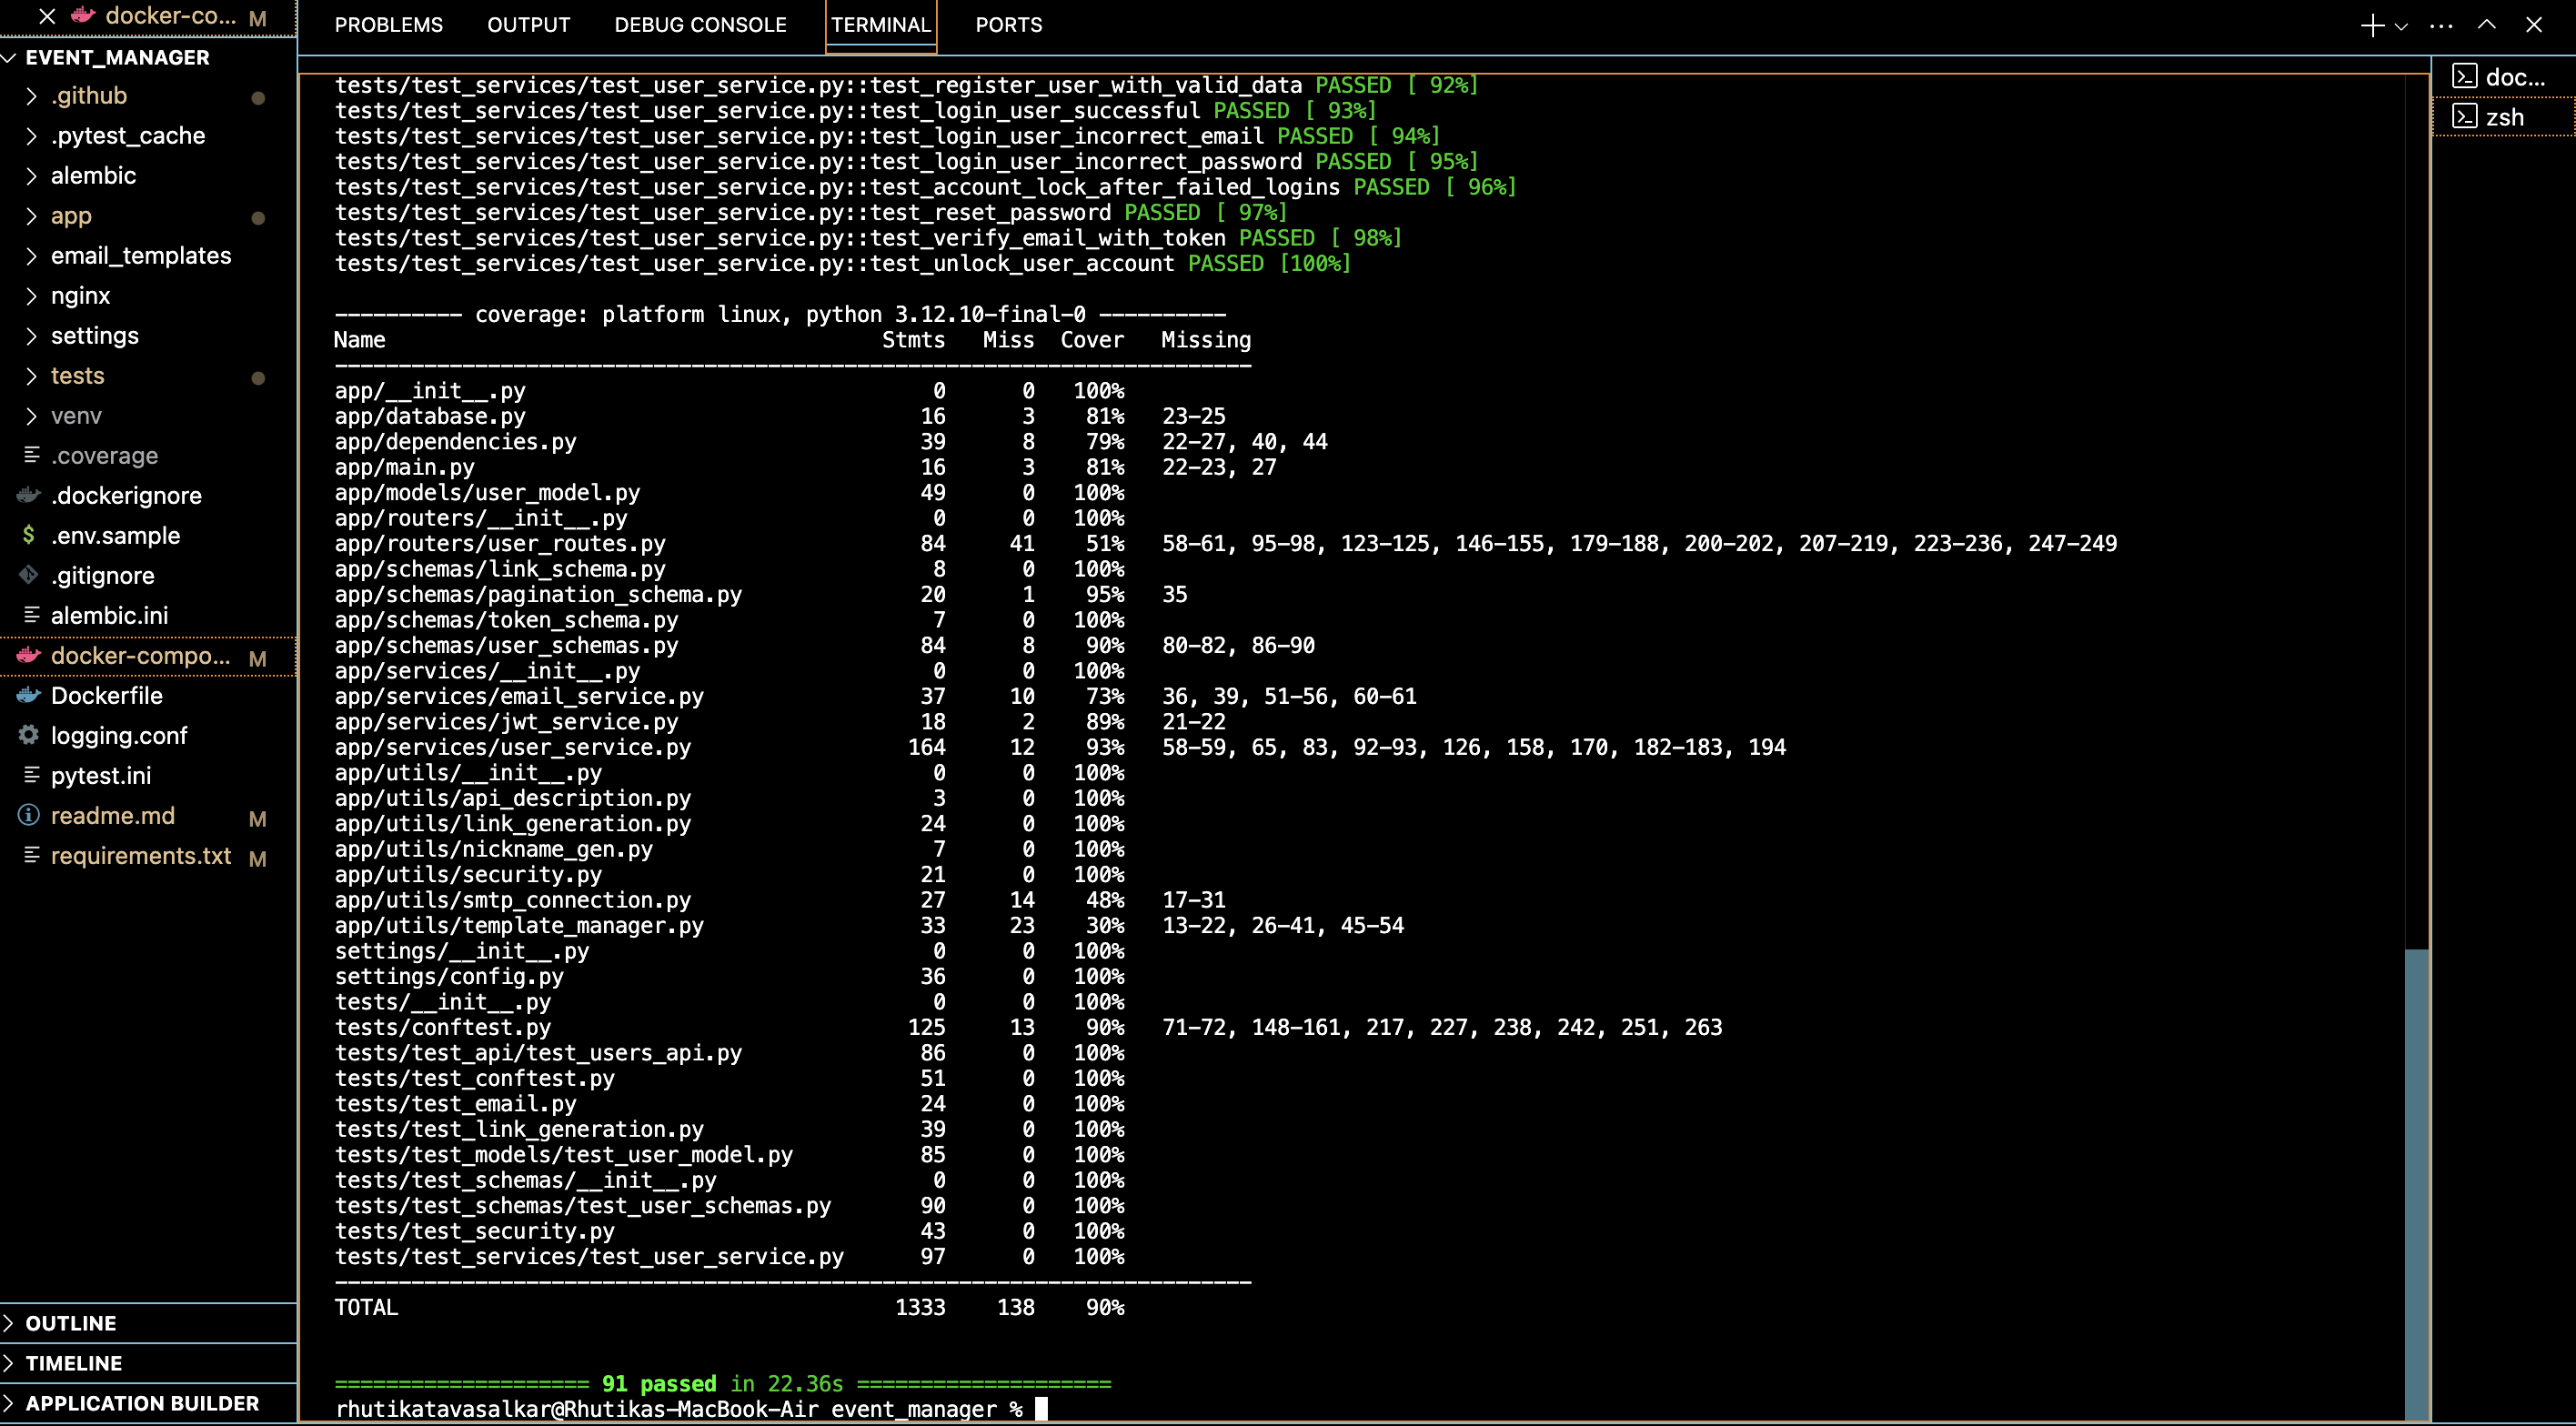 docker-co... M
EVENT_MANAGER
.github
.pytest_cache
alembic
app
email_templates
nginx
settings
tests
venv
.coverage
.dockerignore
.env.sample
.gitignore
alembic.ini
docker-compo... M
Dockerfile
logging.conf
pytest.ini
readme.md M
requirements.txt M
OUTLINE
TIMELINE
APPLICATION BUILDER
PROBLEMS OUTPUT DEBUG CONSOLE TERMINAL PORTS
tests/test_services/test_user_service.py::test_register_user_with_valid_data PASSED [ 92%]
tests/test_services/test_user_service.py::test_login_user_successful PASSED [ 93%]
tests/test_services/test_user_service.py::test_login_user_incorrect_email PASSED [ 94%]
tests/test_services/test_user_service.py::test_login_user_incorrect_password PASSED [ 95%]
tests/test_services/test_user_service.py::test_account_lock_after_failed_logins PASSED [ 96%]
tests/test_services/test_user_service.py::test_reset_password PASSED [ 97%]
tests/test_services/test_user_service.py::test_verify_email_with_token PASSED [ 98%]
tests/test_services/test_user_service.py::test_unlock_user_account PASSED [100%]
---------- coverage: platform linux, python 3.12.10-final-0 ----------
Name Stmts Miss Cover Missing
------------------------------------------------------------------------
app/__init__.py 0 0 100%
app/database.py 16 3 81% 23-25
app/dependencies.py 39 8 79% 22-27, 40, 44
app/main.py 16 3 81% 22-23, 27
app/models/user_model.py 49 0 100%
app/routers/__init__.py 0 0 100%
app/routers/user_routes.py 84 41 51% 58-61, 95-98, 123-125, 146-155, 179-188, 200-202, 207-219, 223-236, 247-249
app/schemas/link_schema.py 8 0 100%
app/schemas/pagination_schema.py 20 1 95% 35
app/schemas/token_schema.py 7 0 100%
app/schemas/user_schemas.py 84 8 90% 80-82, 86-90
app/services/__init__.py 0 0 100%
app/services/email_service.py 37 10 73% 36, 39, 51-56, 60-61
app/services/jwt_service.py 18 2 89% 21-22
app/services/user_service.py 164 12 93% 58-59, 65, 83, 92-93, 126, 158, 170, 182-183, 194
app/utils/__init__.py 0 0 100%
app/utils/api_description.py 3 0 100%
app/utils/link_generation.py 24 0 100%
app/utils/nickname_gen.py 7 0 100%
app/utils/security.py 21 0 100%
app/utils/smtp_connection.py 27 14 48% 17-31
app/utils/template_manager.py 33 23 30% 13-22, 26-41, 45-54
settings/__init__.py 0 0 100%
settings/config.py 36 0 100%
tests/__init__.py 0 0 100%
tests/conftest.py 125 13 90% 71-72, 148-161, 217, 227, 238, 242, 251, 263
tests/test_api/test_users_api.py 86 0 100%
tests/test_conftest.py 51 0 100%
tests/test_email.py 24 0 100%
tests/test_link_generation.py 39 0 100%
tests/test_models/test_user_model.py 85 0 100%
tests/test_schemas/__init__.py 0 0 100%
tests/test_schemas/test_user_schemas.py 90 0 100%
tests/test_security.py 43 0 100%
tests/test_services/test_user_service.py 97 0 100%
------------------------------------------------------------------------
TOTAL 1333 138 90%
==================== 91 passed in 22.36s ====================
rhutikatavasalkar@Rhutikas-MacBook-Air event_manager %
doc...
zsh